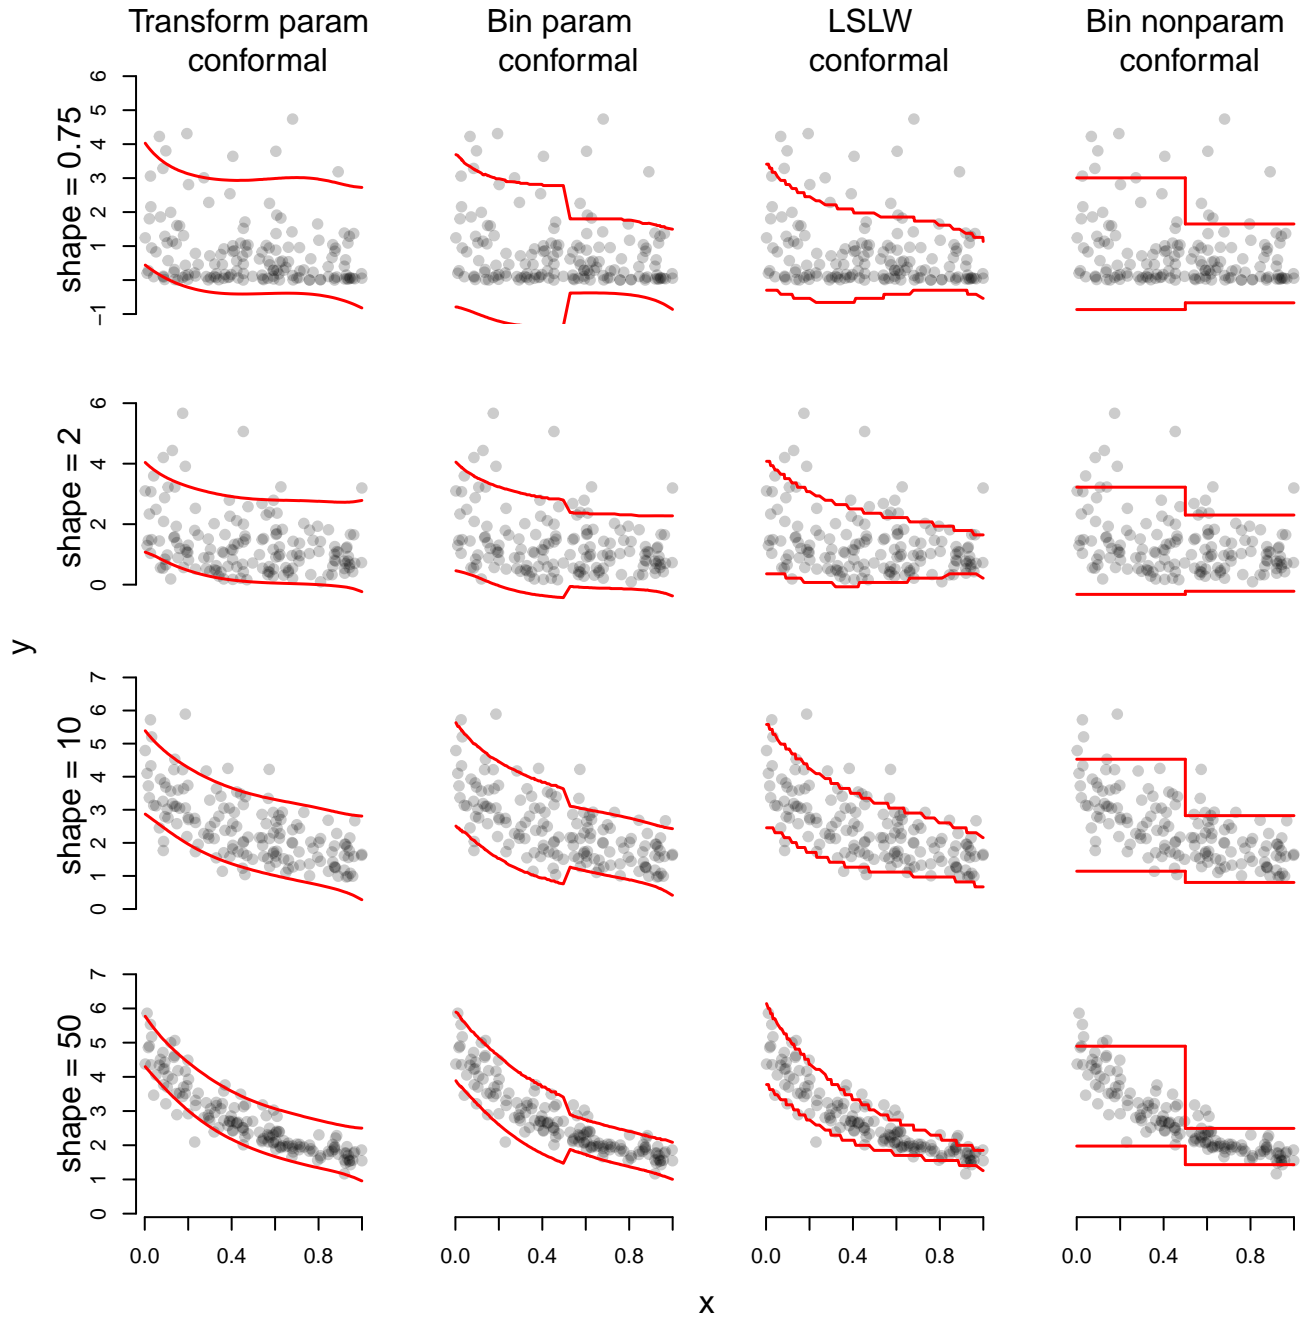 Transform param
conformal
Bin param
conformal
LSLW
conformal
Bin nonparam
conformal
shape = 0.75
6
5
4
3
2
1
−1
shape = 2
6
4
2
0
y
shape = 10
7
6
5
4
3
2
1
0
shape = 50
7
6
5
4
3
2
1
0
0.0 0.4 0.8 0.0 0.4 0.8 0.0 0.4 0.8 0.0 0.4 0.8
x